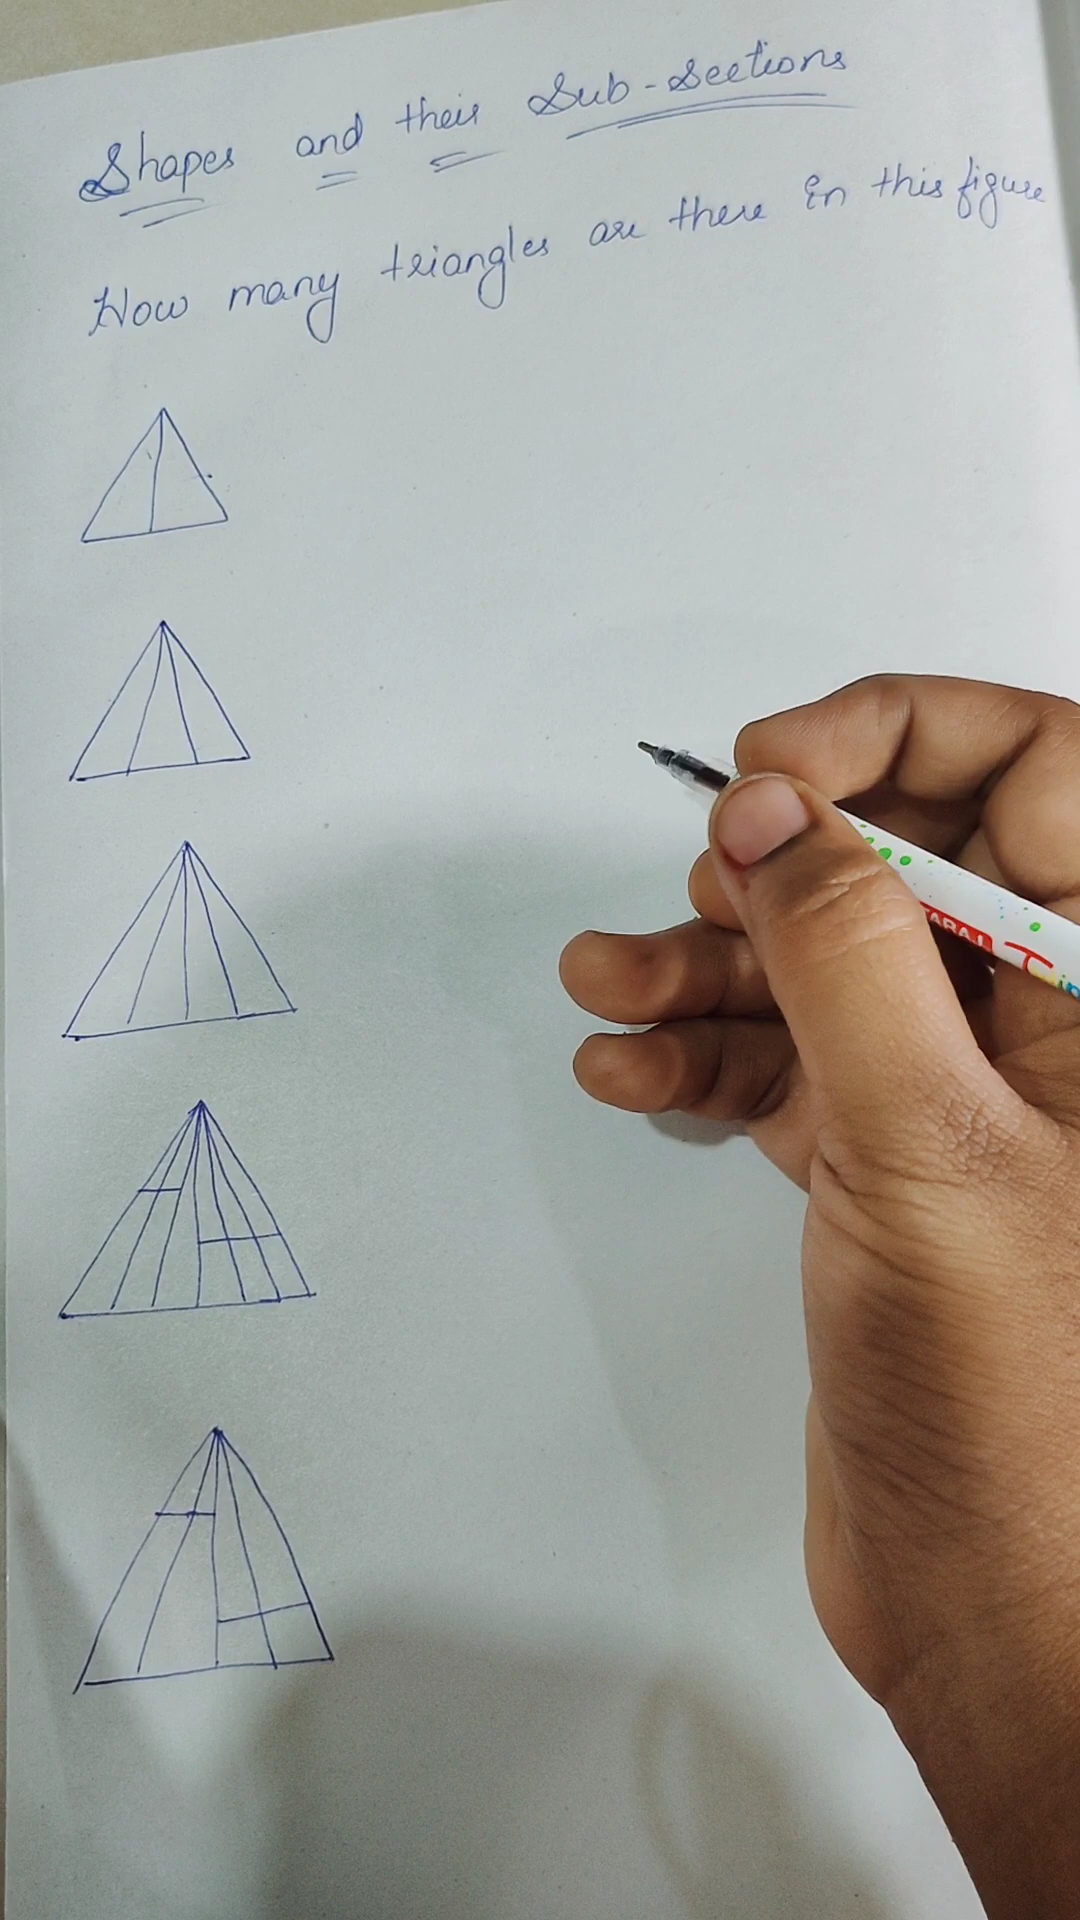 Shapes and their Sub-Sections
How many triangles are there in this figure